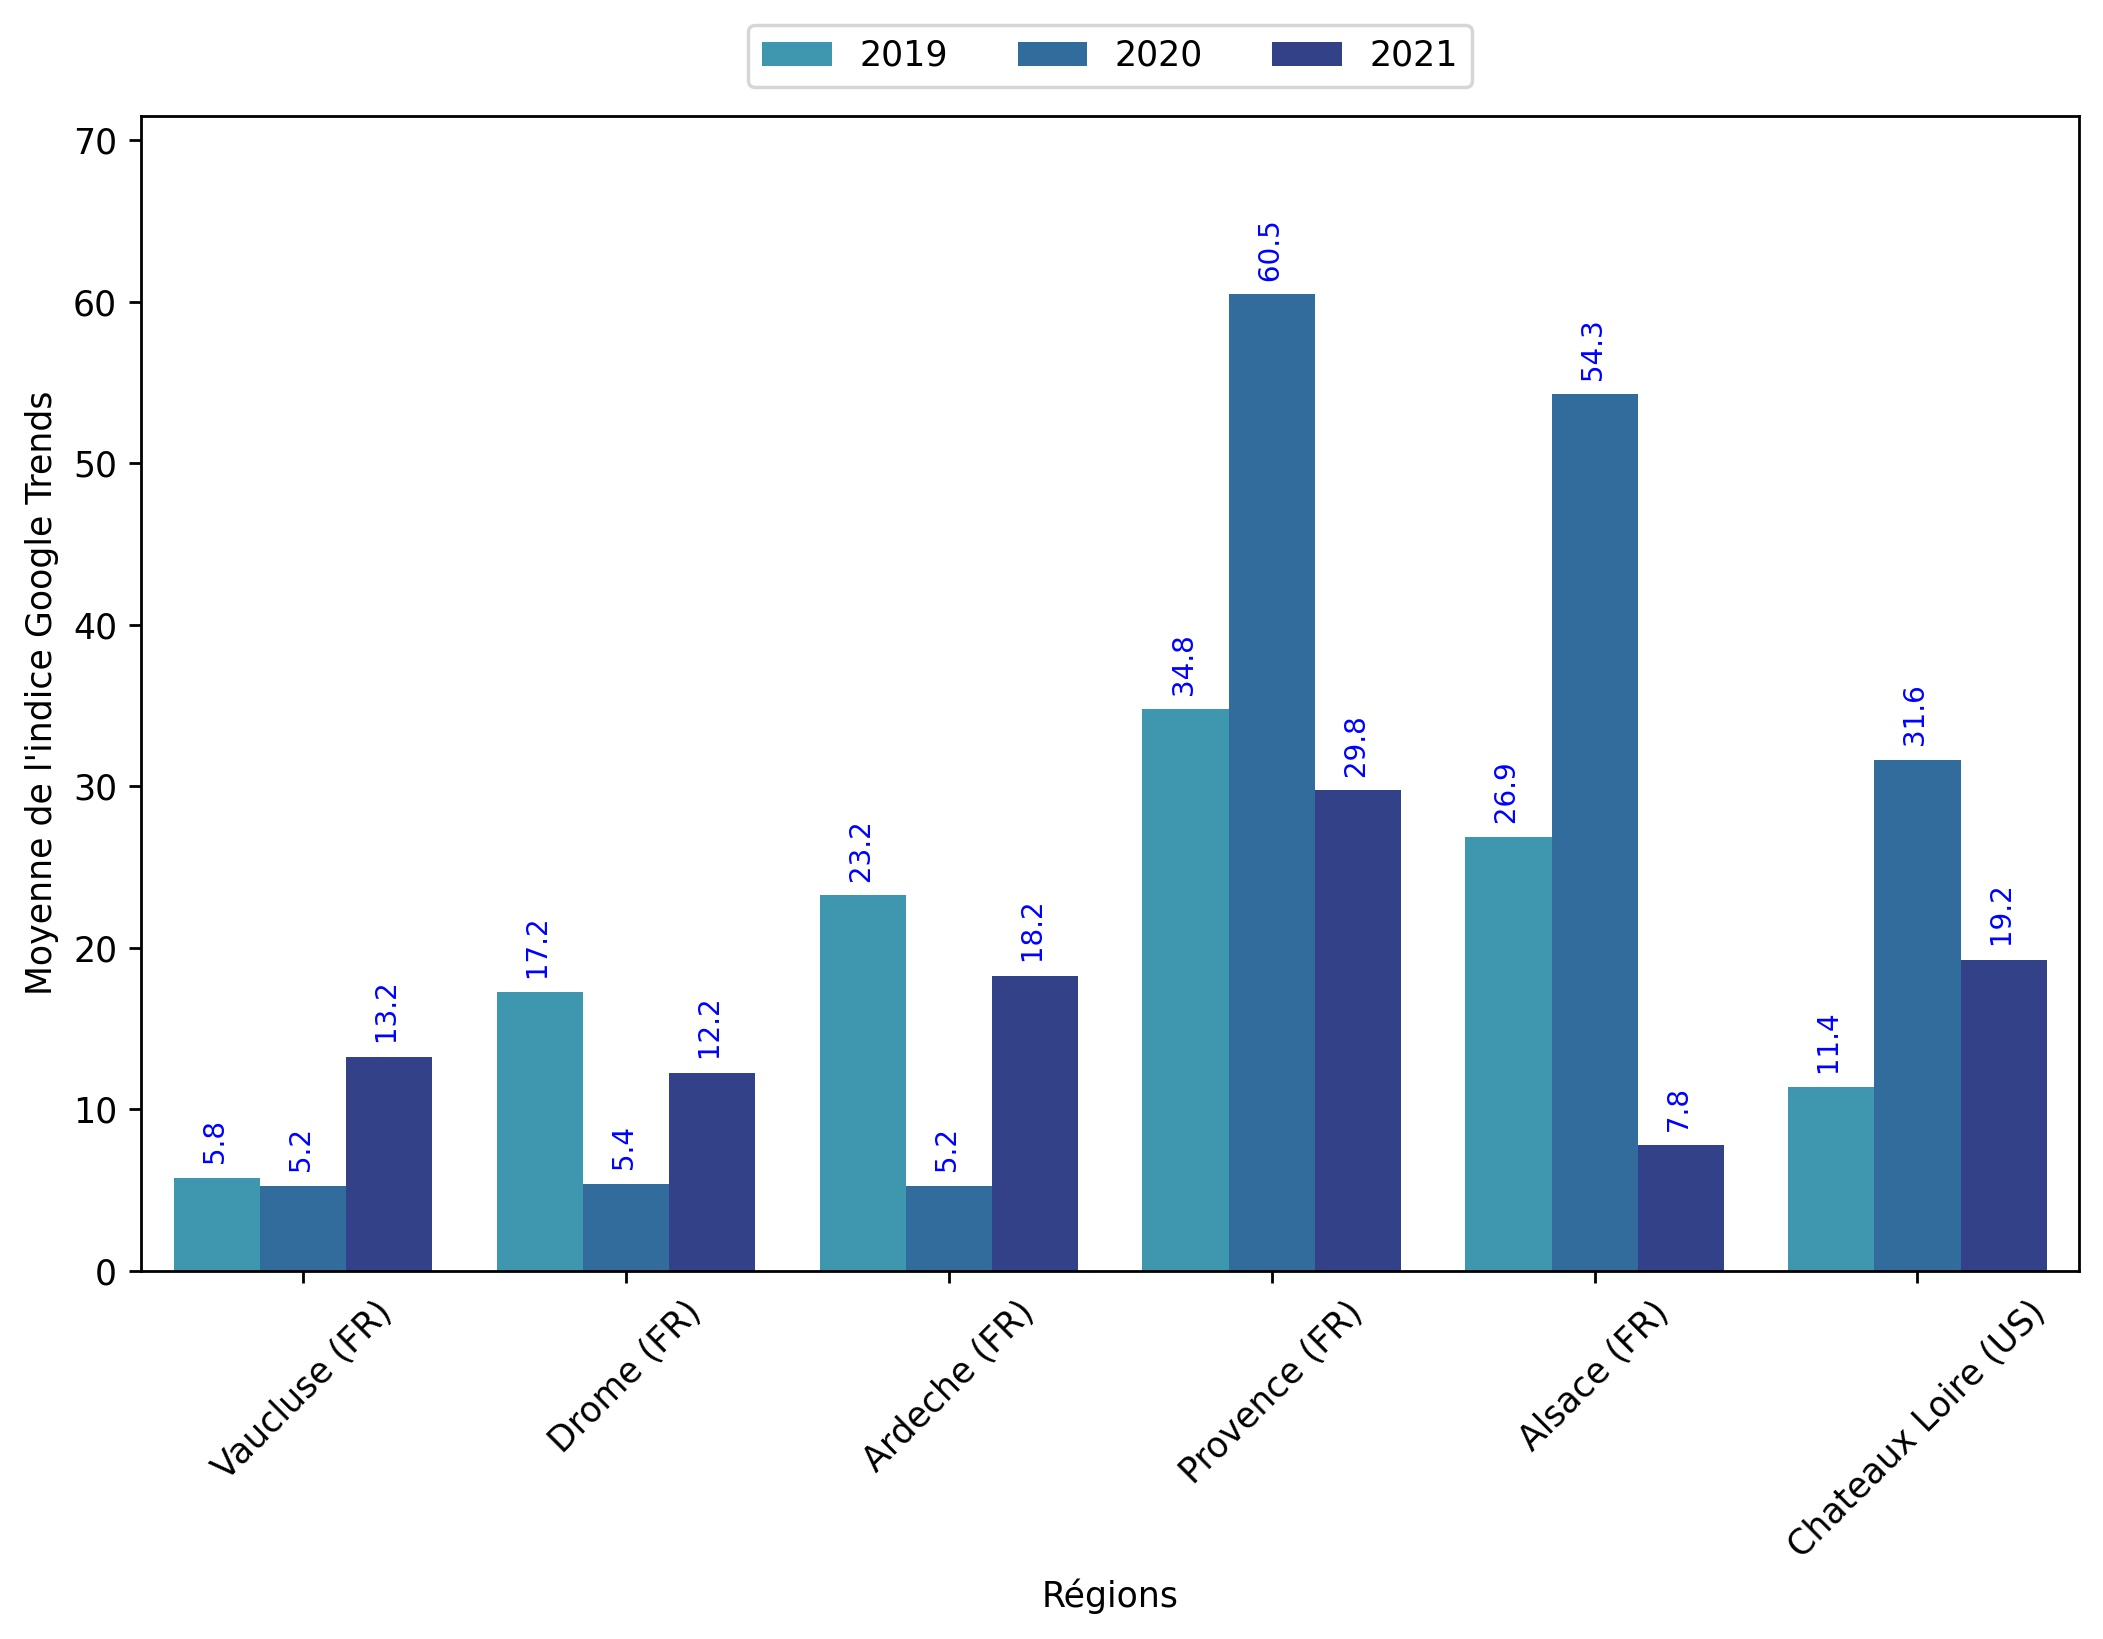 2019 2020 2021
Moyenne de l'indice Google Trends
70
60
50
40
30
20
10
0
5.8 5.2 13.2
17.2 5.4 12.2
23.2 5.2 18.2
34.8 60.5 29.8
26.9 54.3 7.8
11.4 31.6 19.2
Vaucluse (FR)
Drome (FR)
Ardeche (FR)
Provence (FR)
Alsace (FR)
Chateaux Loire (US)
Régions